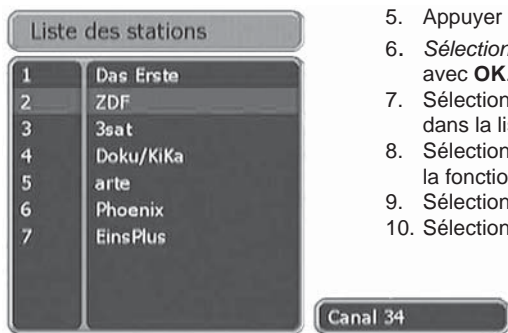 Liste des stations
1 Das Erste
2 ZDF
3 3sat
4 Doku/KiKa
5 arte
6 Phoenix
7 EinsPlus
Canal 34
5. Appuyer
6. Sélection
avec OK.
7. Sélection
dans la li
8. Sélection
la fonctio
9. Sélection
10. Sélection